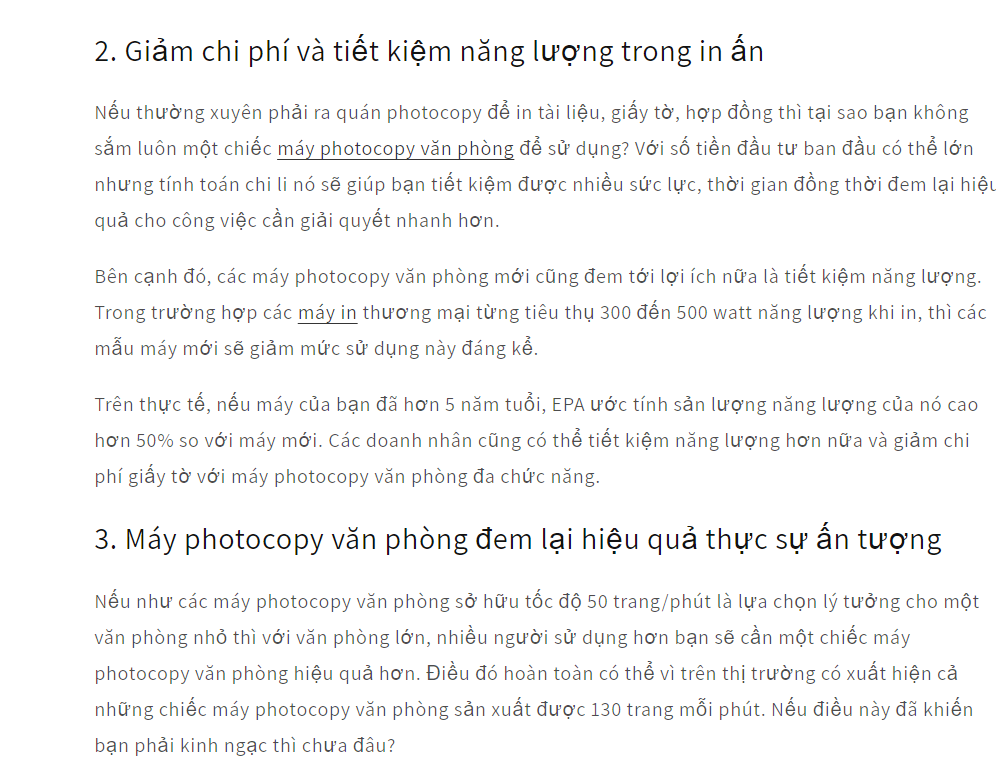 2. Giảm chi phí và tiết kiệm năng lượng trong in ấn
Nếu thường xuyên phải ra quán photocopy để in tài liệu, giấy tờ, hợp đồng thì tại sao bạn không
sắm luôn một chiếc máy photocopy văn phòng để sử dụng? Với số tiền đầu tư ban đầu có thể lớn
nhưng tính toán chi li nó sẽ giúp bạn tiết kiệm được nhiều sức lực, thời gian đồng thời đem lại hiệu
quả cho công việc cần giải quyết nhanh hơn.
Bên cạnh đó, các máy photocopy văn phòng mới cũng đem tới lợi ích nữa là tiết kiệm năng lượng.
Trong trường hợp các máy in thương mại từng tiêu thụ 300 đến 500 watt năng lượng khi in, thì các
mẫu máy mới sẽ giảm mức sử dụng này đáng kể.
Trên thực tế, nếu máy của bạn đã hơn 5 năm tuổi, EPA ước tính sản lượng năng lượng của nó cao
hơn 50% so với máy mới. Các doanh nhân cũng có thể tiết kiệm năng lượng hơn nữa và giảm chi
phí giấy tờ với máy photocopy văn phòng đa chức năng.
3. Máy photocopy văn phòng đem lại hiệu quả thực sự ấn tượng
Nếu như các máy photocopy văn phòng sở hữu tốc độ 50 trang/phút là lựa chọn lý tưởng cho một
văn phòng nhỏ thì với văn phòng lớn, nhiều người sử dụng hơn bạn sẽ cần một chiếc máy
photocopy văn phòng hiệu quả hơn. Điều đó hoàn toàn có thể vì trên thị trường có xuất hiện cả
những chiếc máy photocopy văn phòng sản xuất được 130 trang mỗi phút. Nếu điều này đã khiến
bạn phải kinh ngạc thì chưa đâu?